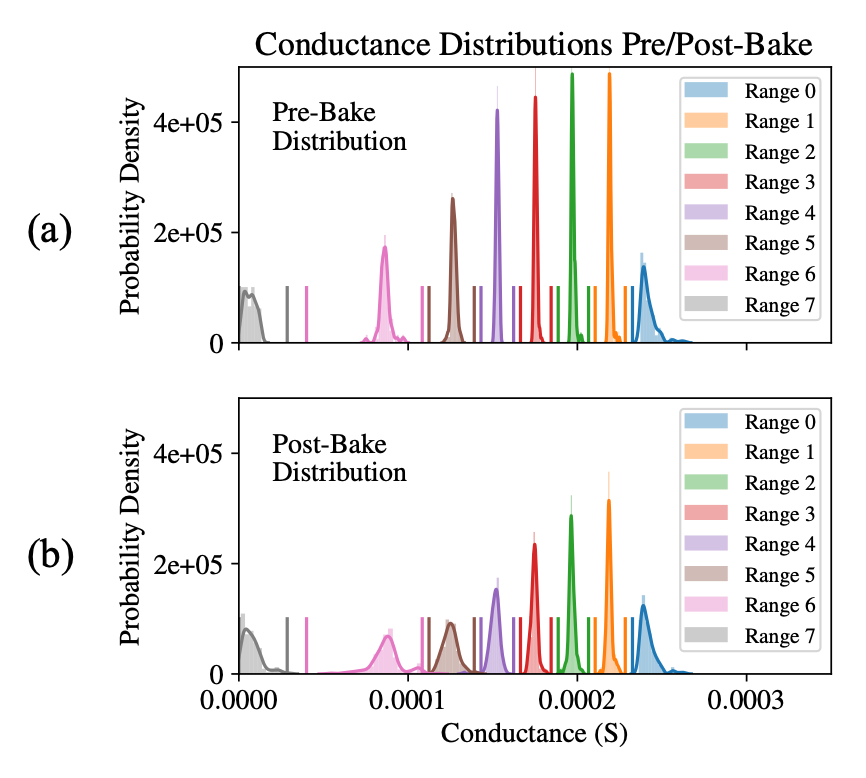 Conductance Distributions Pre/Post-Bake
(a)
Probability Density
4e+05
2e+05
0
Pre-Bake
Distribution
Range 0
Range 1
Range 2
Range 3
Range 4
Range 5
Range 6
Range 7
(b)
Probability Density
4e+05
2e+05
0
Post-Bake
Distribution
Range 0
Range 1
Range 2
Range 3
Range 4
Range 5
Range 6
Range 7
0.0000 0.0001 0.0002 0.0003
Conductance (S)